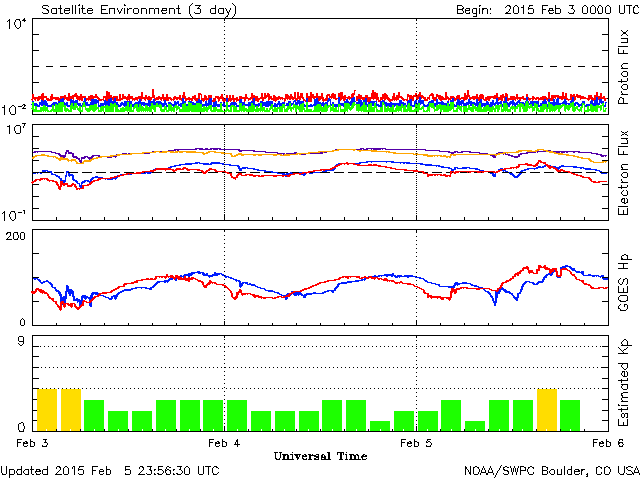 Satellite Environment (3 day)
Begin: 2015 Feb 3 0000 UTC
10⁴
10⁻²
Proton Flux
10⁷
10⁻¹
Electron Flux
200
0
GOES Hp
9
0
Estimated Kp
Feb 3 Feb 4 Feb 5 Feb 6
Universal Time
Updated 2015 Feb 5 23:56:30 UTC
NOAA/SWPC Boulder, CO USA